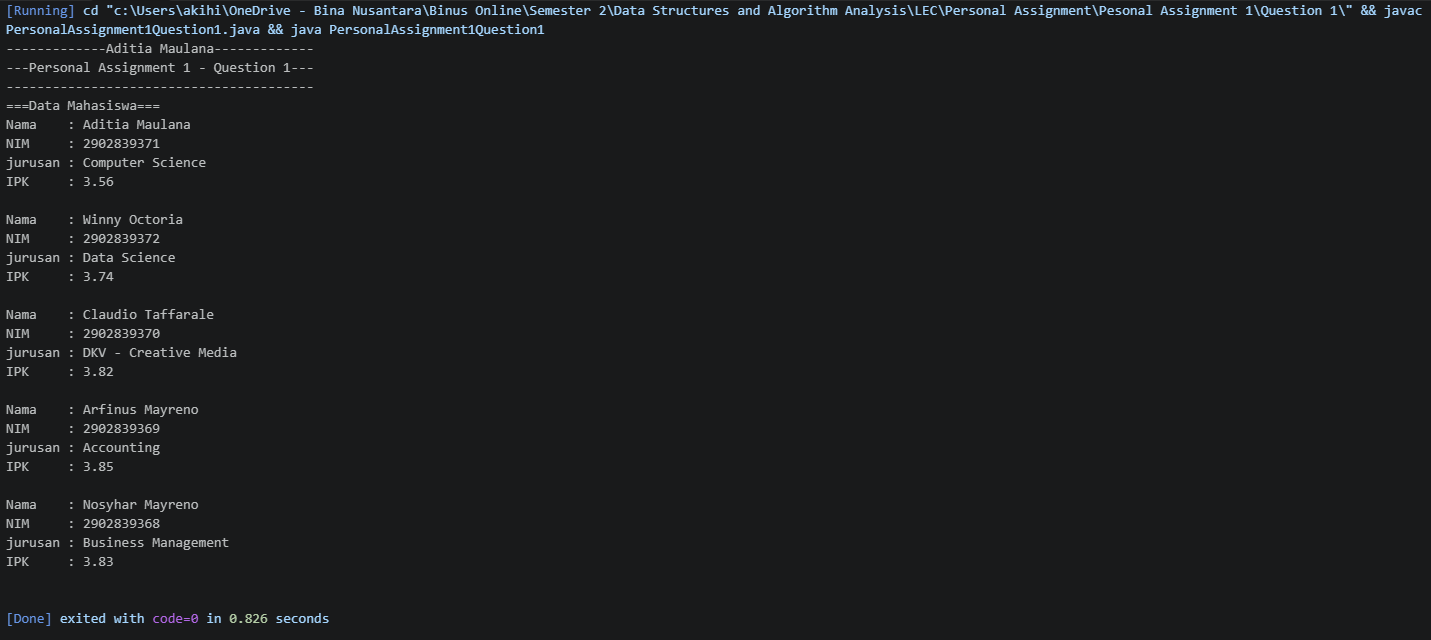 [Running] cd "c:\Users\akihi\OneDrive - Bina Nusantara\Binus Online\Semester 2\Data Structures and Algorithm Analysis\LEC\Personal Assignment\Pesonal Assignment 1\Question 1\" && javac
PersonalAssignment1Question1.java && java PersonalAssignment1Question1
-------------Aditia Maulana-------------
---Personal Assignment 1 - Question 1---
----------------------------------------
===Data Mahasiswa===
Nama    : Aditia Maulana
NIM     : 2902839371
jurusan : Computer Science
IPK     : 3.56

Nama    : Winny Octoria
NIM     : 2902839372
jurusan : Data Science
IPK     : 3.74

Nama    : Claudio Taffarale
NIM     : 2902839370
jurusan : DKV - Creative Media
IPK     : 3.82

Nama    : Arfinus Mayreno
NIM     : 2902839369
jurusan : Accounting
IPK     : 3.85

Nama    : Nosyhar Mayreno
NIM     : 2902839368
jurusan : Business Management
IPK     : 3.83


[Done] exited with code=0 in 0.826 seconds